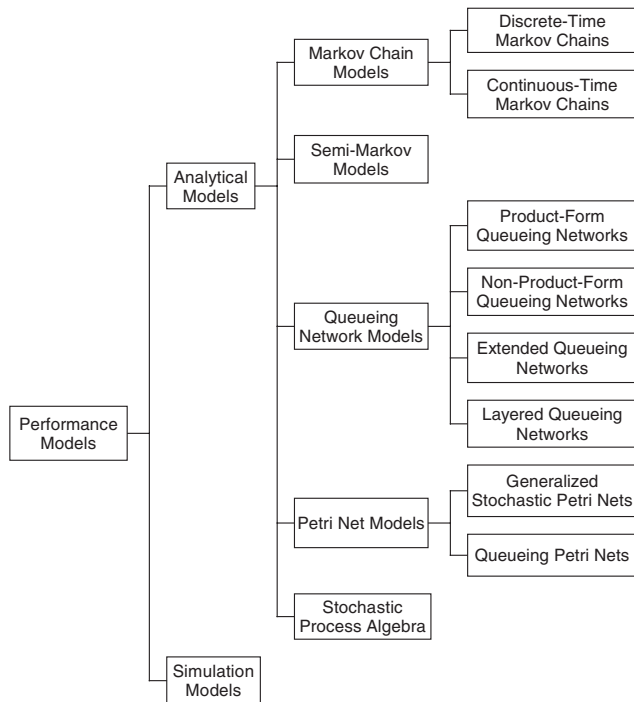 Performance
Models
Analytical
Models
Markov Chain
Models
Discrete-Time
Markov Chains
Continuous-Time
Markov Chains
Semi-Markov
Models
Queueing
Network Models
Product-Form
Queueing Networks
Non-Product-Form
Queueing Networks
Extended Queueing
Networks
Layered Queueing
Networks
Petri Net Models
Generalized
Stochastic Petri Nets
Queueing Petri Nets
Stochastic
Process Algebra
Simulation
Models